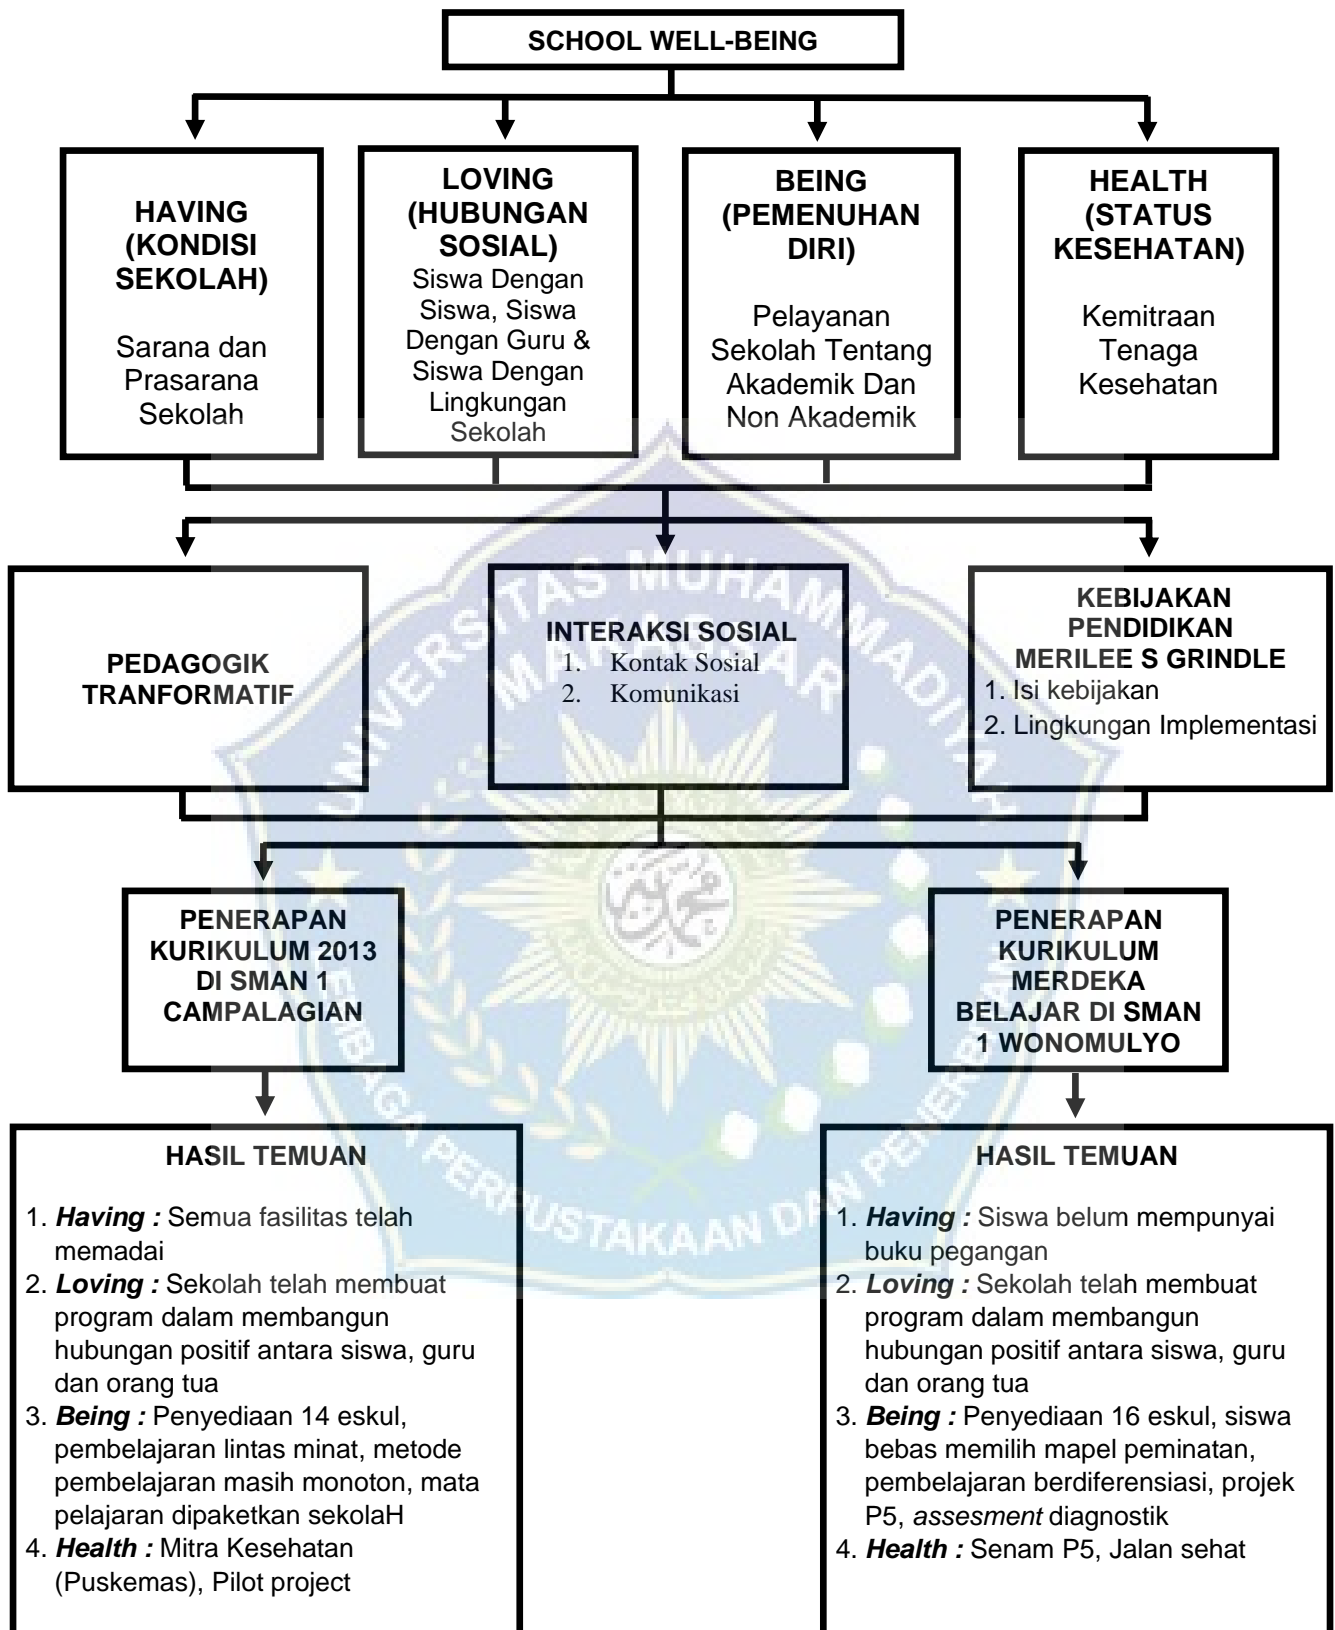 SCHOOL WELL-BEING
HAVING
(KONDISI
SEKOLAH)
Sarana dan
Prasarana
Sekolah
LOVING
(HUBUNGAN
SOSIAL)
Siswa Dengan
Siswa, Siswa
Dengan Guru &
Siswa Dengan
Lingkungan
Sekolah
BEING
(PEMENUHAN
DIRI)
Pelayanan
Sekolah Tentang
Akademik Dan
Non Akademik
HEALTH
(STATUS
KESEHATAN)
Kemitraan
Tenaga
Kesehatan
UNIVERSITAS MUHAMMADIYAH
MAKASSAR
PEDAGOGIK
TRANFORMATIF
INTERAKSI SOSIAL
1. Kontak Sosial
2. Komunikasi
KEBIJAKAN
PENDIDIKAN
MERILEE S GRINDLE
1. Isi kebijakan
2. Lingkungan Implementasi
PENERAPAN
KURIKULUM 2013
DI SMAN 1
CAMPALAGIAN
PENERAPAN
KURIKULUM
MERDEKA
BELAJAR DI SMAN
1 WONOMULYO
LEMBAGA PERPUSTAKAAN DAN PENERBITAN
HASIL TEMUAN
1. Having : Semua fasilitas telah
memadai
2. Loving : Sekolah telah membuat
program dalam membangun
hubungan positif antara siswa, guru
dan orang tua
3. Being : Penyediaan 14 eskul,
pembelajaran lintas minat, metode
pembelajaran masih monoton, mata
pelajaran dipaketkan sekolaH
4. Health : Mitra Kesehatan
(Puskemas), Pilot project
HASIL TEMUAN
1. Having : Siswa belum mempunyai
buku pegangan
2. Loving : Sekolah telah membuat
program dalam membangun
hubungan positif antara siswa, guru
dan orang tua
3. Being : Penyediaan 16 eskul, siswa
bebas memilih mapel peminatan,
pembelajaran berdiferensiasi, projek
P5, assesment diagnostik
4. Health : Senam P5, Jalan sehat